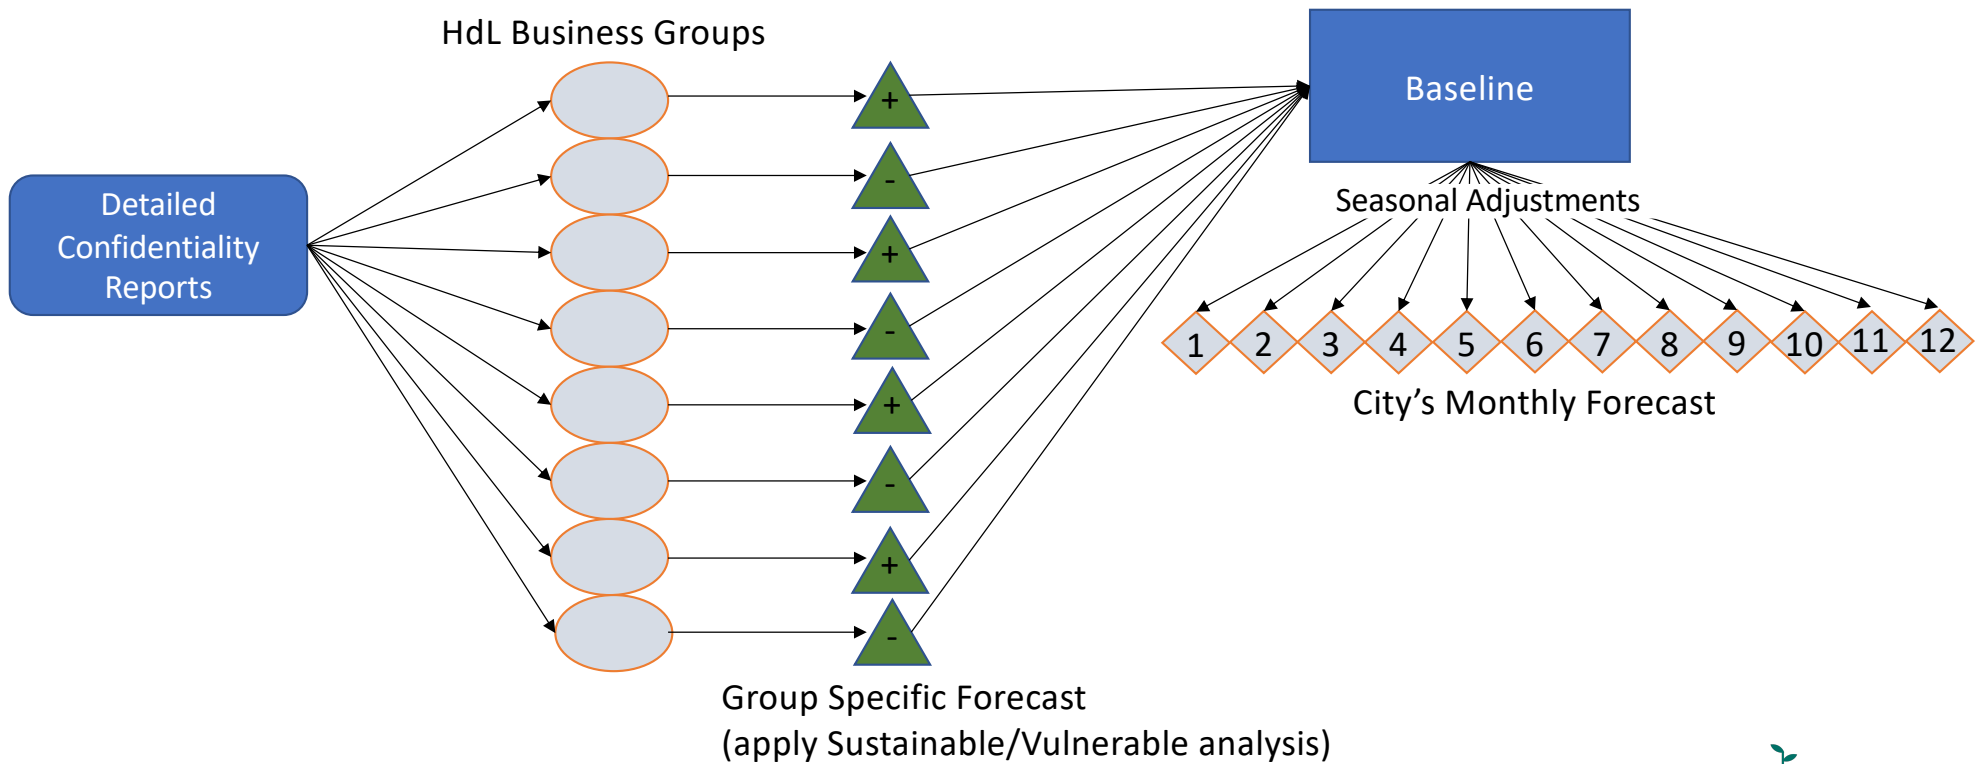 HdL Business Groups
Detailed
Confidentiality
Reports
+
-
+
-
+
-
+
-
Group Specific Forecast
(apply Sustainable/Vulnerable analysis)
Baseline
Seasonal Adjustments
1 2 3 4 5 6 7 8 9 10 11 12
City’s Monthly Forecast